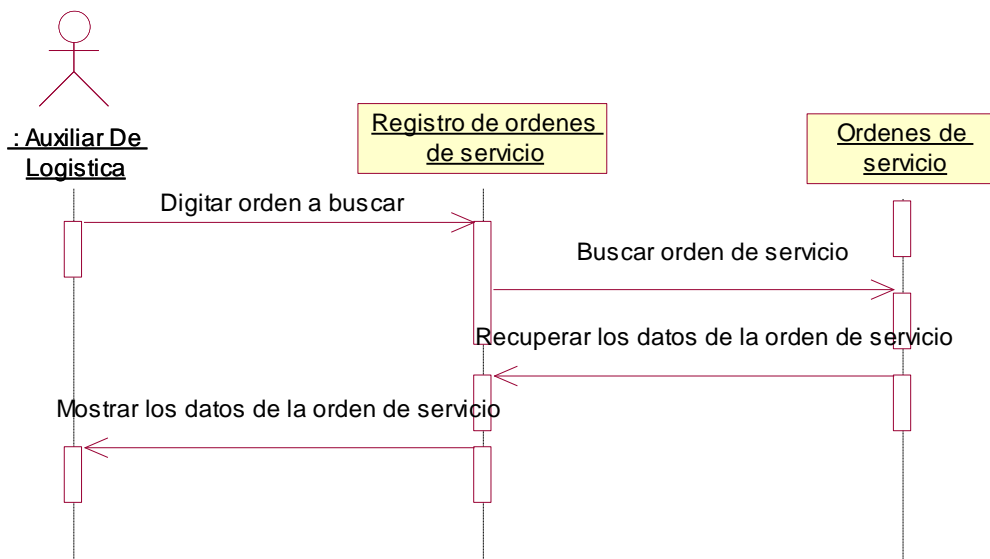 : Auxiliar De
Logistica
Registro de ordenes
de servicio
Ordenes de
servicio
Digitar orden a buscar
Buscar orden de servicio
Recuperar los datos de la orden de servicio
Mostrar los datos de la orden de servicio